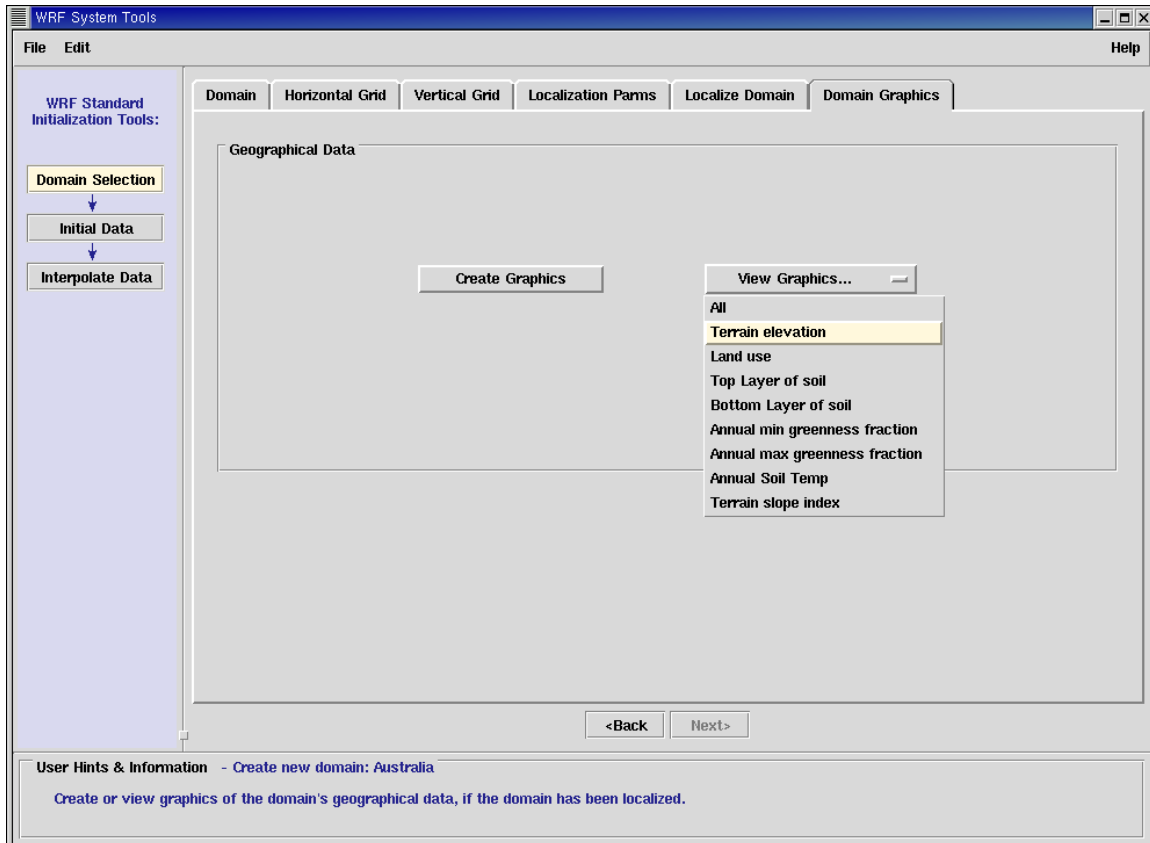 WRF System Tools
File Edit Help
WRF Standard
Initialization Tools:
Domain Selection
Initial Data
Interpolate Data
Domain Horizontal Grid Vertical Grid Localization Parms Localize Domain Domain Graphics
Geographical Data
Create Graphics
View Graphics...
All
Terrain elevation
Land use
Top Layer of soil
Bottom Layer of soil
Annual min greenness fraction
Annual max greenness fraction
Annual Soil Temp
Terrain slope index
<Back Next>
User Hints & Information - Create new domain: Australia
Create or view graphics of the domain's geographical data, if the domain has been localized.